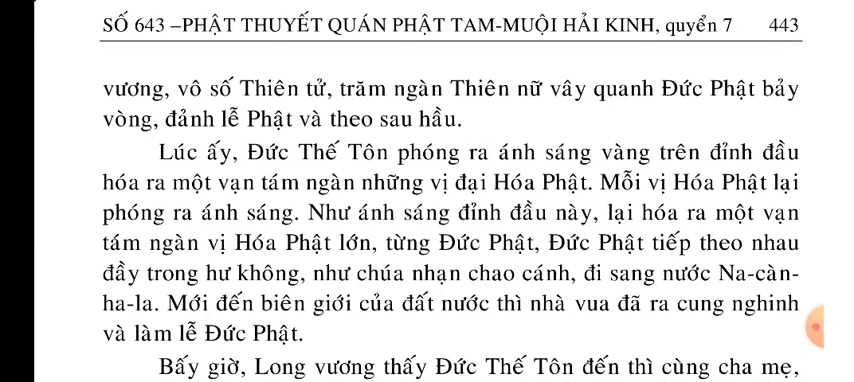 SỐ 643 –PHẬT THUYẾT QUÁN PHẬT TAM-MUỘI HẢI KINH, quyển 7 443
vương, vô số Thiên tử, trăm ngàn Thiên nữ vây quanh Đức Phật bảy
vòng, đảnh lễ Phật và theo sau hầu.
Lúc ấy, Đức Thế Tôn phóng ra ánh sáng vàng trên đỉnh đầu
hóa ra một vạn tám ngàn những vị đại Hóa Phật. Mỗi vị Hóa Phật lại
phóng ra ánh sáng. Như ánh sáng đỉnh đầu này, lại hóa ra một vạn
tám ngàn vị Hóa Phật lớn, từng Đức Phật, Đức Phật tiếp theo nhau
đầy trong hư không, như chúa nhạn chao cánh, đi sang nước Na-càn-
ha-la. Mới đến biên giới của đất nước thì nhà vua đã ra cung nghinh
và làm lễ Đức Phật.
Bấy giờ, Long vương thấy Đức Thế Tôn đến thì cùng cha mẹ,